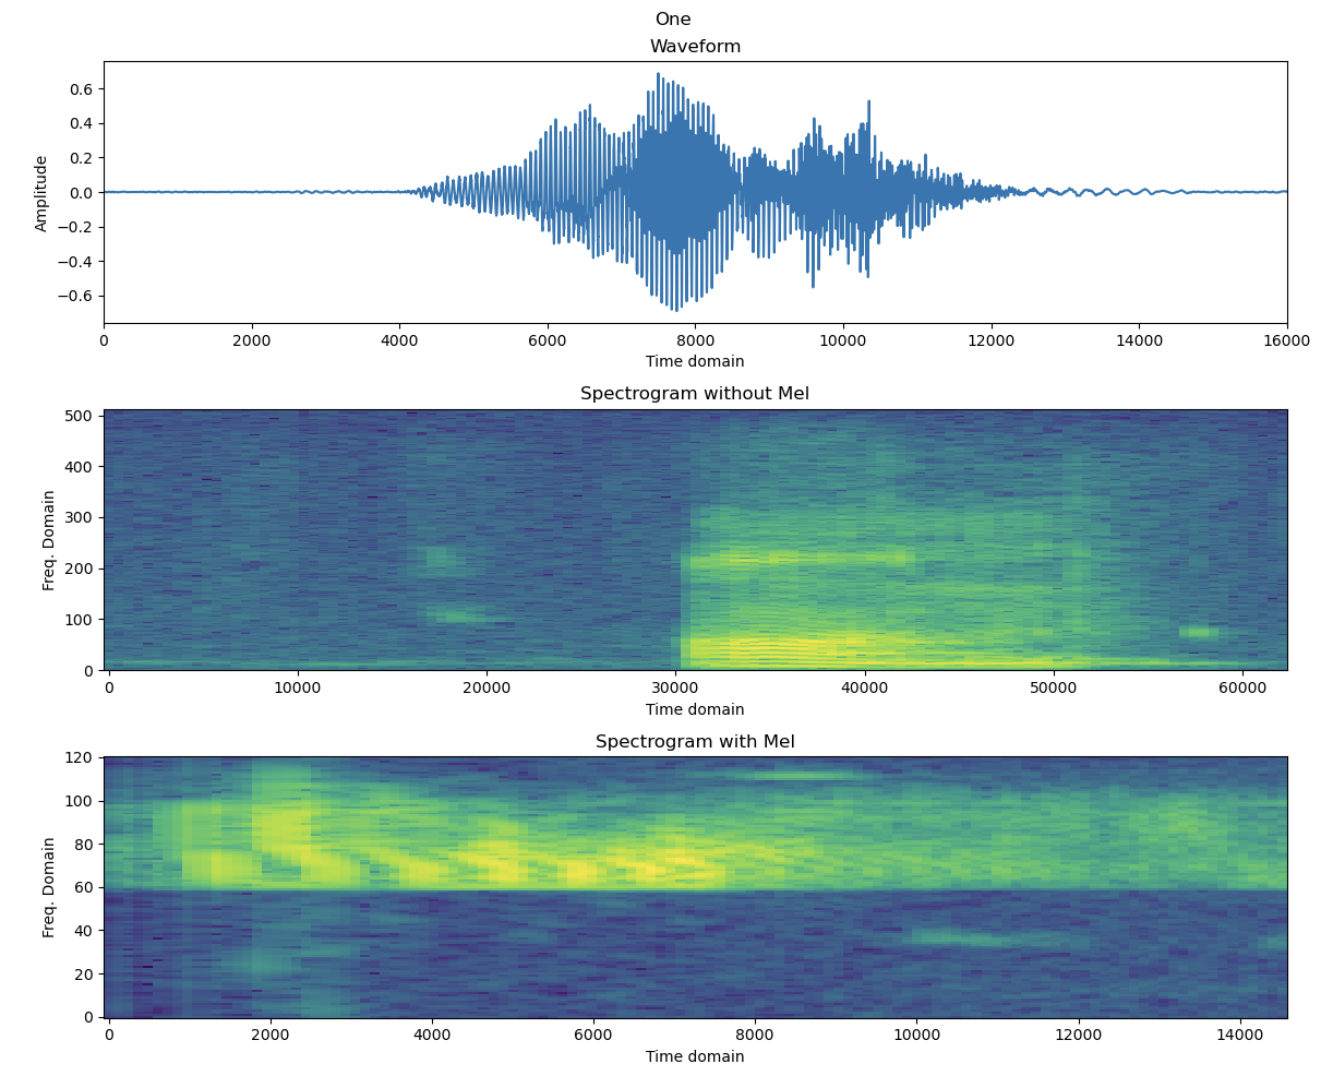 One
Waveform
0.6
0.4
0.2
0.0
−0.2
−0.4
−0.6
Amplitude
0 2000 4000 6000 8000 10000 12000 14000 16000
Time domain
Spectrogram without Mel
500
400
300
200
100
0
Freq. Domain
0 10000 20000 30000 40000 50000 60000
Time domain
Spectrogram with Mel
120
100
80
60
40
20
0
Freq. Domain
0 2000 4000 6000 8000 10000 12000 14000
Time domain